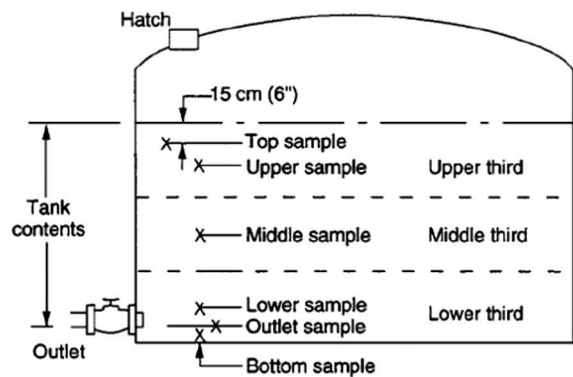 Hatch
15 cm (6")
Top sample
Upper sample
Upper third
Tank
contents
Middle sample
Middle third
Lower sample
Lower third
Outlet sample
Outlet
Bottom sample